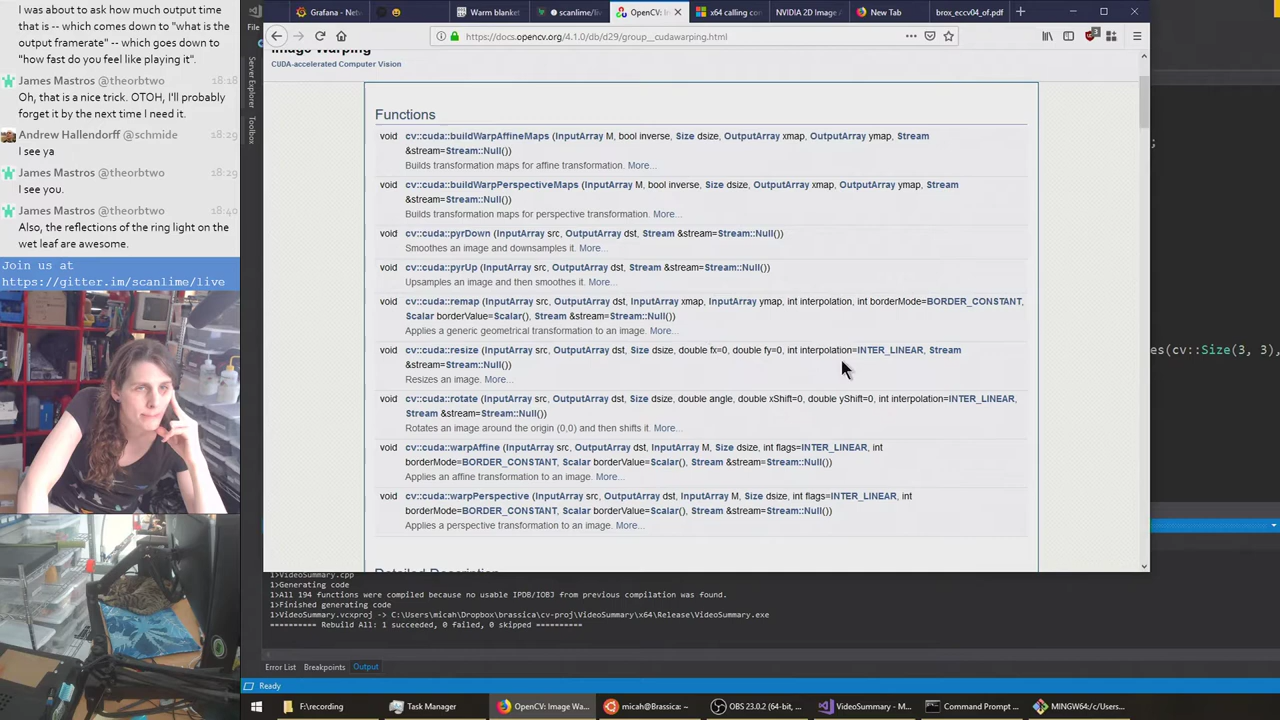 I was about to ask how much output time
that is -- which comes down to "what is the
output framerate" -- which goes down to
"how fast do you feel like playing it".
James Mastros @theorbtwo 18:18
Oh, that is a nice trick. OTOH, I'll probably
forget it by the next time I need it.
Andrew Hallendorff @schmide 18:29
I see ya
James Mastros @theorbtwo 18:29
I see you.
James Mastros @theorbtwo 18:40
Also, the reflections of the ring light on the
wet leaf are awesome.
Join us at
https://gitter.im/scanlime/live
File
Server Explorer
Toolbox
Grafana - Net
Warm blanket
scanlime/liv
OpenCV: Im
x64 calling con
NVIDIA 2D Image
New Tab
brox_eccv04_of.pdf
https://docs.opencv.org/4.1.0/db/d29/group__cudawarping.html
Image Warping
CUDA-accelerated Computer Vision
Functions
void cv::cuda::buildWarpAffineMaps (InputArray M, bool inverse, Size dsize, OutputArray xmap, OutputArray ymap, Stream
&stream=Stream::Null())
Builds transformation maps for affine transformation. More...
void cv::cuda::buildWarpPerspectiveMaps (InputArray M, bool inverse, Size dsize, OutputArray xmap, OutputArray ymap, Stream
&stream=Stream::Null())
Builds transformation maps for perspective transformation. More...
void cv::cuda::pyrDown (InputArray src, OutputArray dst, Stream &stream=Stream::Null())
Smoothes an image and downsamples it. More...
void cv::cuda::pyrUp (InputArray src, OutputArray dst, Stream &stream=Stream::Null())
Upsamples an image and then smoothes it. More...
void cv::cuda::remap (InputArray src, OutputArray dst, InputArray xmap, InputArray ymap, int interpolation, int borderMode=BORDER_CONSTANT,
Scalar borderValue=Scalar(), Stream &stream=Stream::Null())
Applies a generic geometrical transformation to an image. More...
void cv::cuda::resize (InputArray src, OutputArray dst, Size dsize, double fx=0, double fy=0, int interpolation=INTER_LINEAR, Stream
&stream=Stream::Null())
Resizes an image. More...
void cv::cuda::rotate (InputArray src, OutputArray dst, Size dsize, double angle, double xShift=0, double yShift=0, int interpolation=INTER_LINEAR,
Stream &stream=Stream::Null())
Rotates an image around the origin (0,0) and then shifts it. More...
void cv::cuda::warpAffine (InputArray src, OutputArray dst, InputArray M, Size dsize, int flags=INTER_LINEAR, int
borderMode=BORDER_CONSTANT, Scalar borderValue=Scalar(), Stream &stream=Stream::Null())
Applies an affine transformation to an image. More...
void cv::cuda::warpPerspective (InputArray src, OutputArray dst, InputArray M, Size dsize, int flags=INTER_LINEAR, int
borderMode=BORDER_CONSTANT, Scalar borderValue=Scalar(), Stream &stream=Stream::Null())
Applies a perspective transformation to an image. More...
Detailed Description
es(cv::Size(3, 3),
1>VideoSummary.cpp
1>Generating code
1>All 194 functions were compiled because no usable IPDB/IOBJ from previous compilation was found.
1>Finished generating code
1>VideoSummary.vcxproj -> C:\Users\micah\Dropbox\brassica\cv-proj\VideoSummary\x64\Release\VideoSummary.exe
========== Rebuild All: 1 succeeded, 0 failed, 0 skipped ==========
Error List Breakpoints Output
Ready
F:\recording
Task Manager
OpenCV: Image Wa...
micah@Brassica: ~
OBS 23.0.2 (64-bit, ...
VideoSummary - M...
Command Prompt ...
MINGW64:/c/Users...